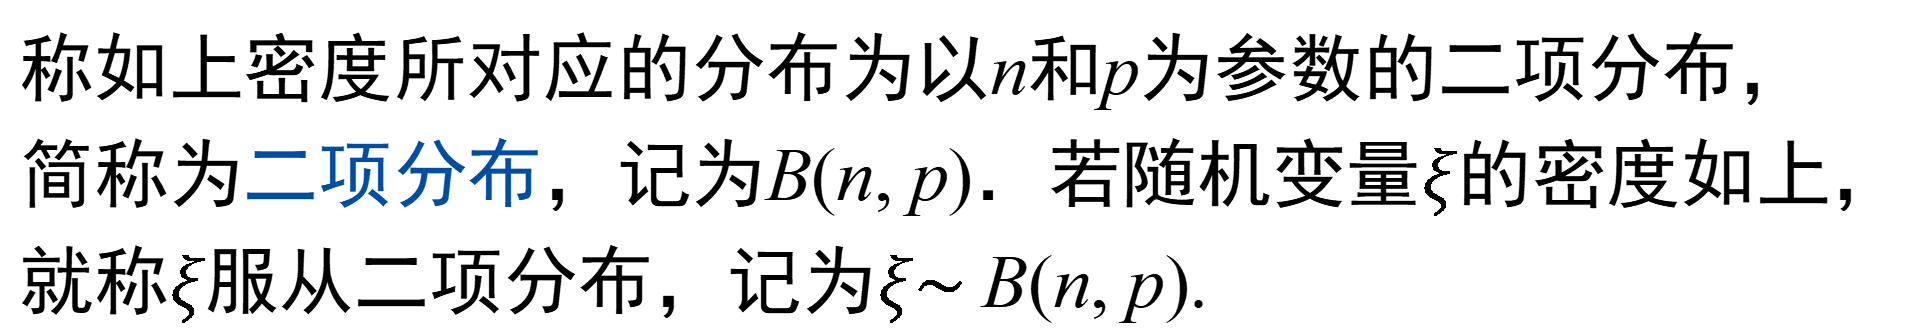 称如上密度所对应的分布为以n和p为参数的二项分布，
简称为二项分布，记为B(n, p)．若随机变量ξ的密度如上，
就称ξ服从二项分布，记为ξ~ B(n, p).